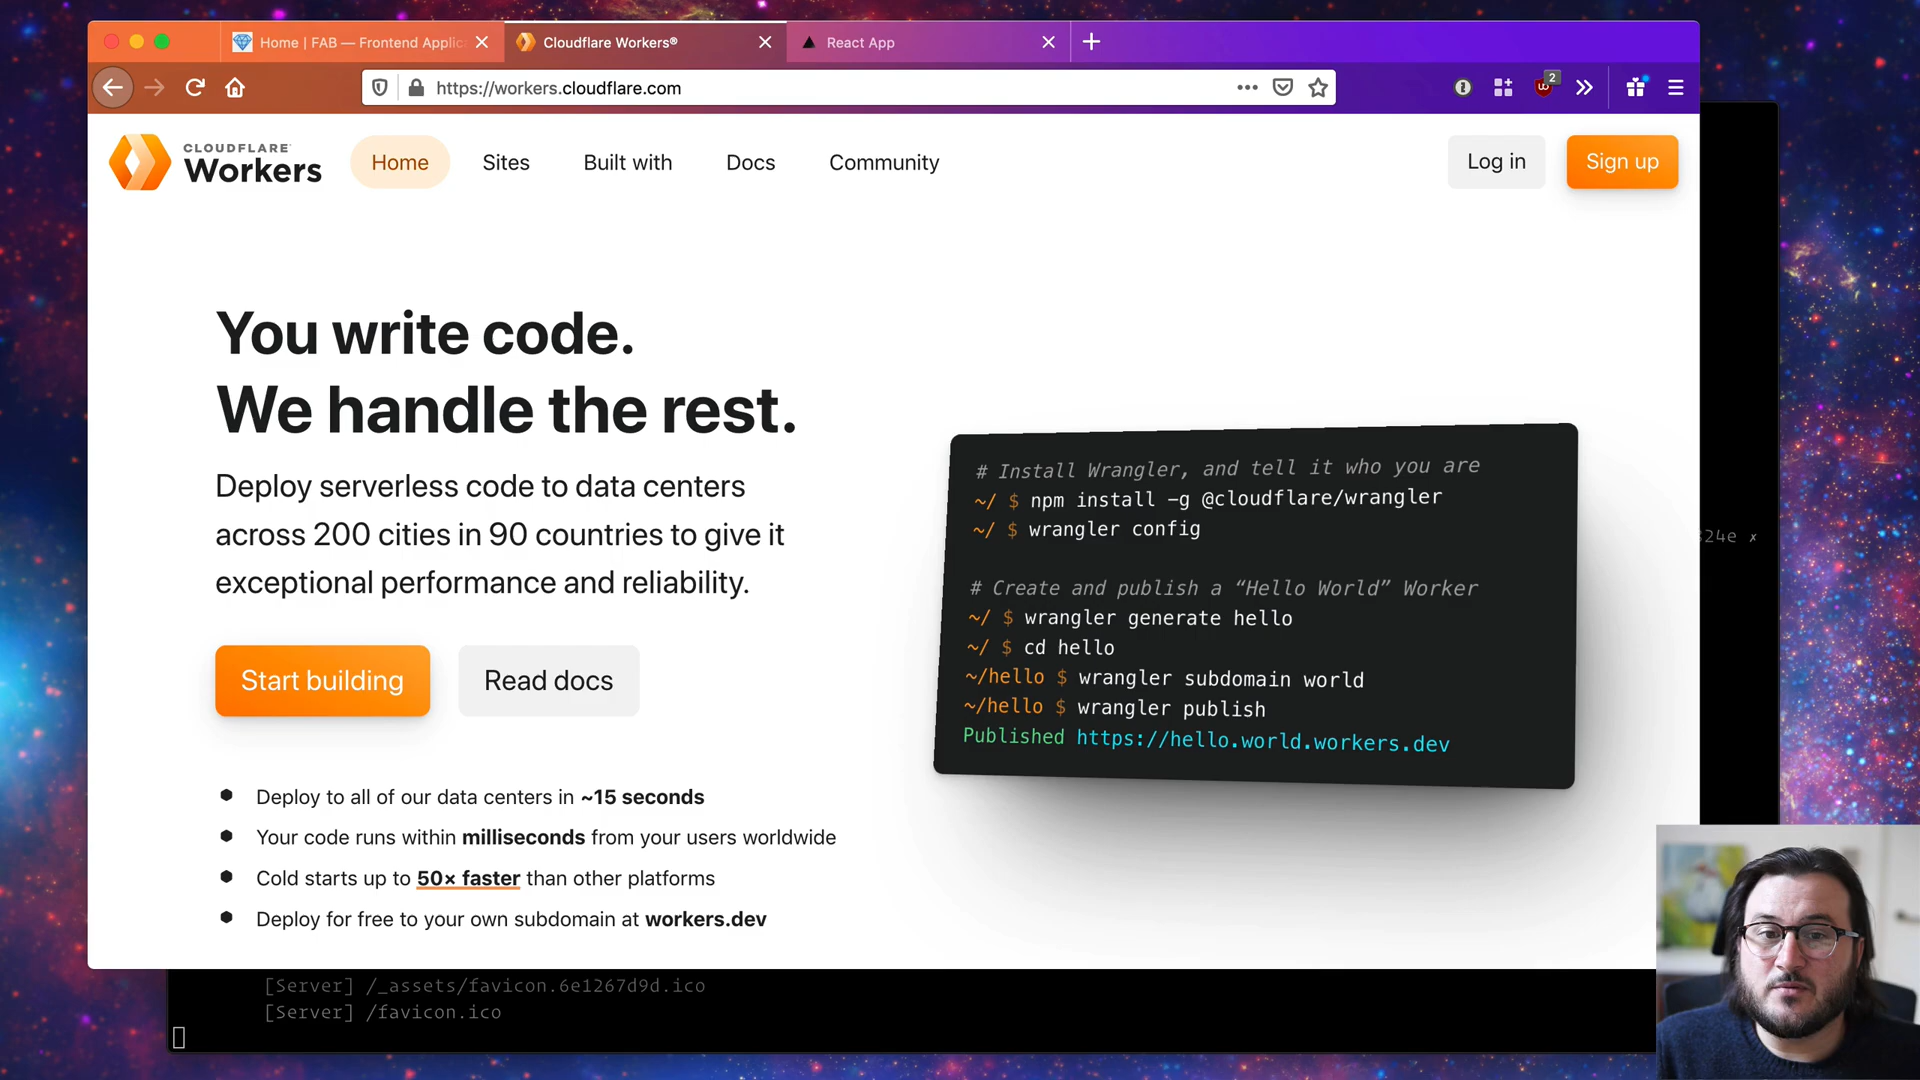 Home | FAB — Frontend Applic
Cloudflare Workers®
React App
https://workers.cloudflare.com
2
CLOUDFLARE®
Workers
Home
Sites
Built with
Docs
Community
Log in
Sign up
You write code.
We handle the rest.
Deploy serverless code to data centers
across 200 cities in 90 countries to give it
exceptional performance and reliability.
Start building
Read docs
Deploy to all of our data centers in ~15 seconds
Your code runs within milliseconds from your users worldwide
Cold starts up to 50× faster than other platforms
Deploy for free to your own subdomain at workers.dev
# Install Wrangler, and tell it who you are
~/ $ npm install -g @cloudflare/wrangler
~/ $ wrangler config
# Create and publish a “Hello World” Worker
~/ $ wrangler generate hello
~/ $ cd hello
~/hello $ wrangler subdomain world
~/hello $ wrangler publish
Published https://hello.world.workers.dev
324e ✗
[Server] /_assets/favicon.6e1267d9d.ico
[Server] /favicon.ico